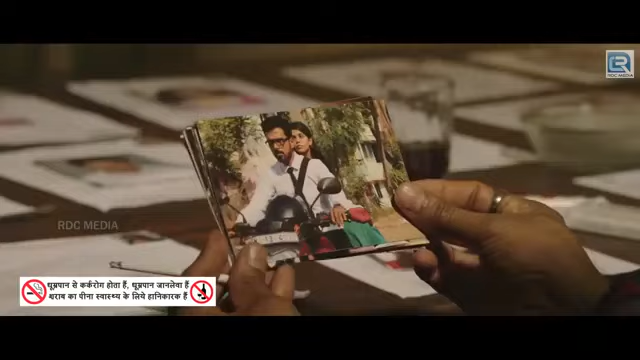 RDC MEDIA
RDC MEDIA
धूम्रपान से कर्करोग होता हैं, धूम्रपान जानलेवा हैं
शराब का पीना स्वास्थ्य के लिये हानिकारक हैं